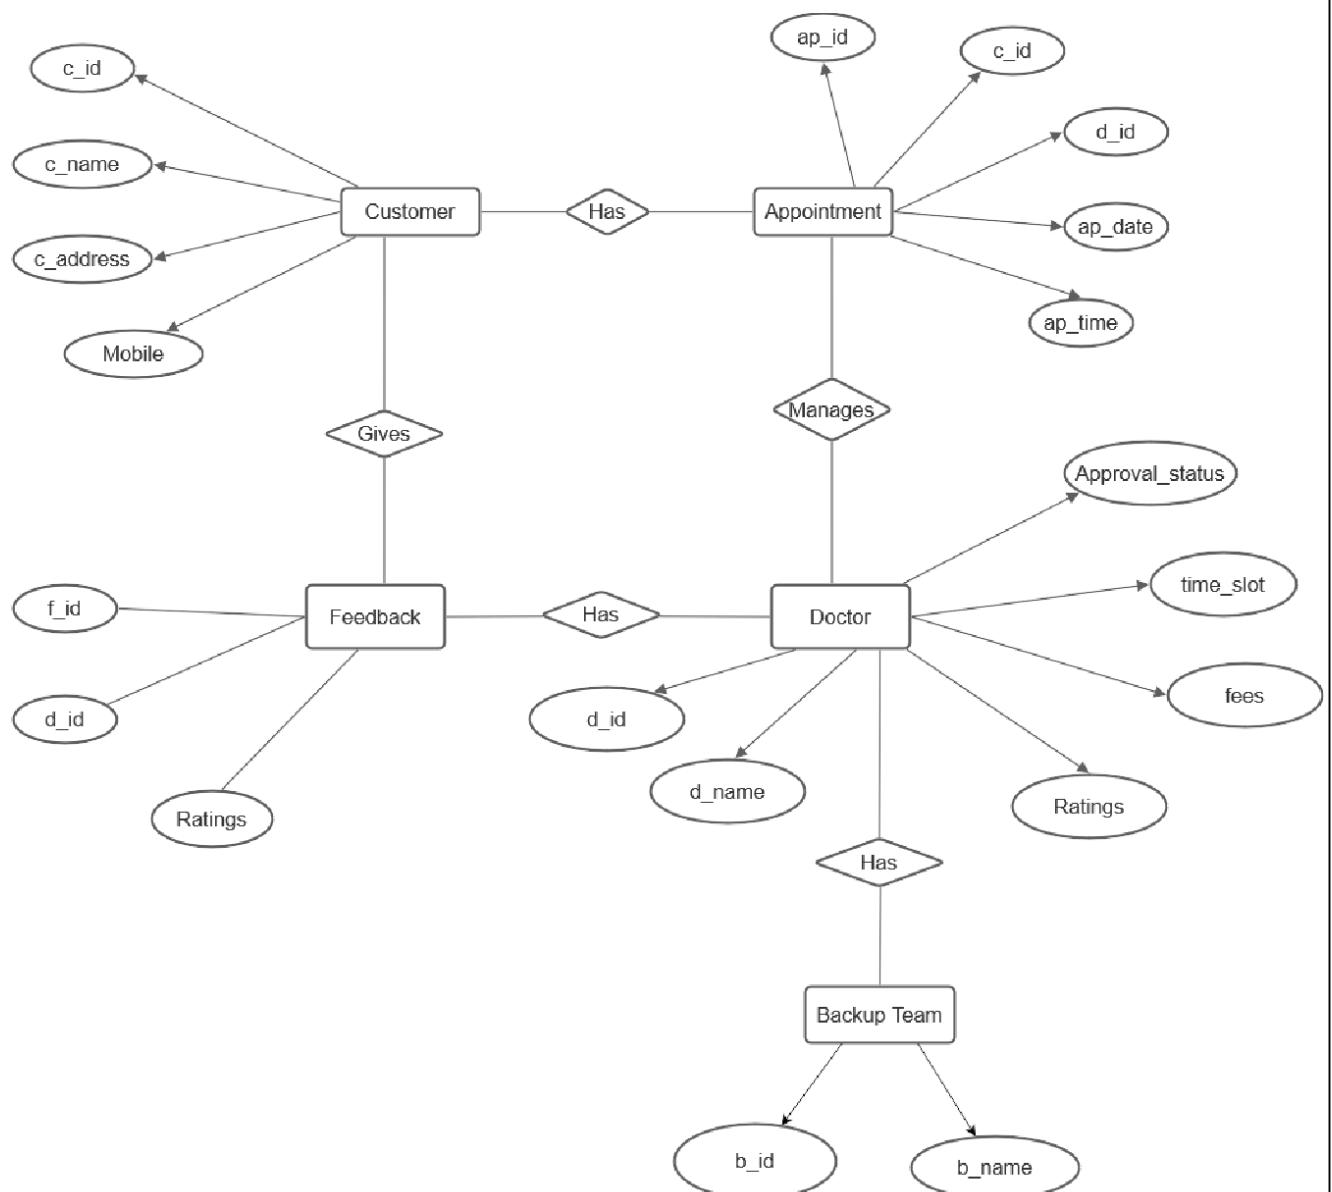 ap_id
c_id
c_id
d_id
c_name
Customer
Has
Appointment
ap_date
c_address
ap_time
Mobile
Manages
Gives
Approval_status
time_slot
f_id
Feedback
Has
Doctor
fees
d_id
d_id
d_name
Ratings
Ratings
Has
Backup Team
b_id
b_name